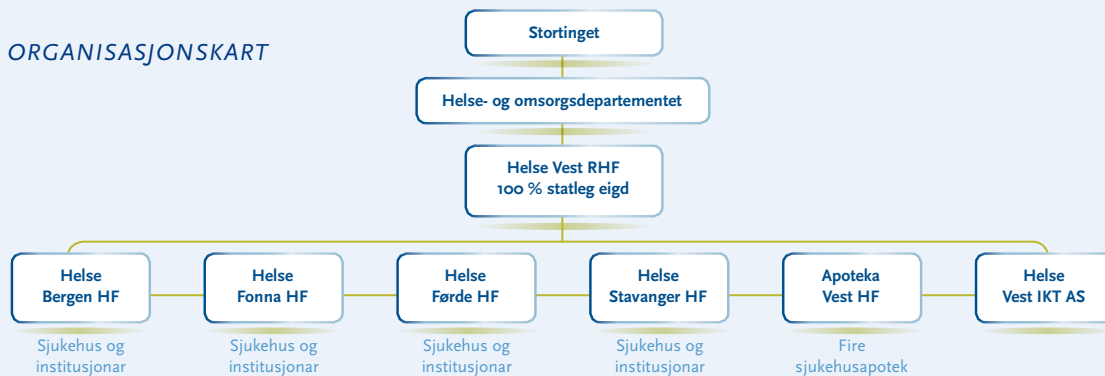 ORGANISASJONSKART
Stortinget
Helse- og omsorgsdepartementet
Helse Vest RHF
100 % statleg eigd
Helse
Bergen HF
Helse
Fonna HF
Helse
Førde HF
Helse
Stavanger HF
Apoteka
Vest HF
Helse
Vest IKT AS
Sjukehus og
institusjonar
Sjukehus og
institusjonar
Sjukehus og
institusjonar
Sjukehus og
institusjonar
Fire
sjukehusapotek